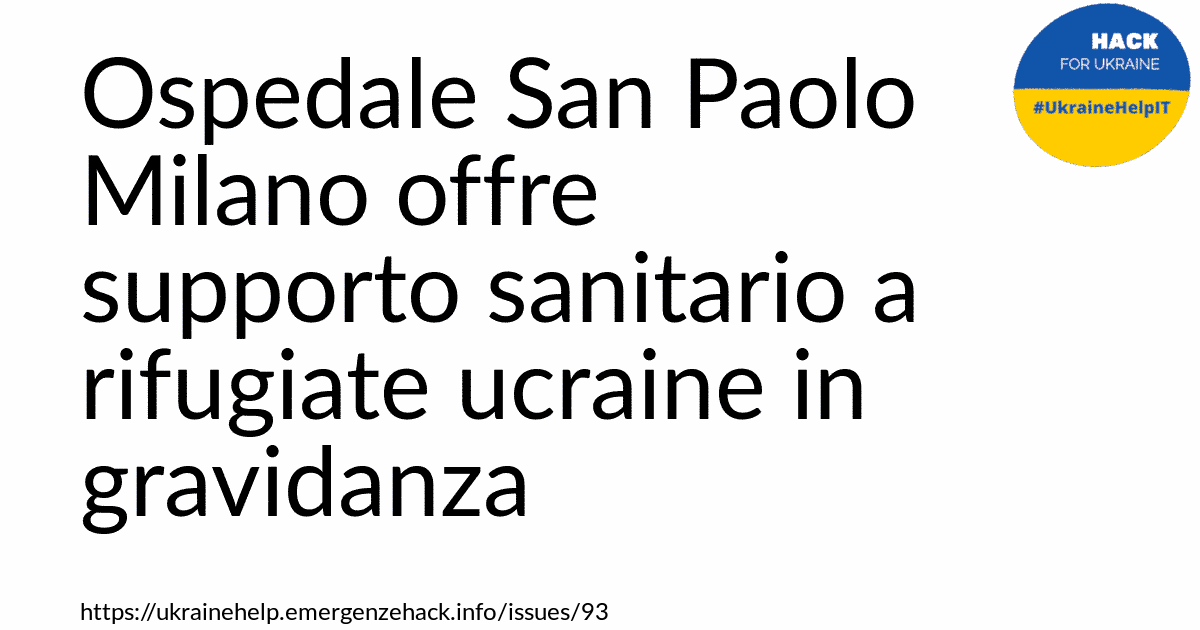 Ospedale San Paolo
Milano offre
supporto sanitario a
rifugiate ucraine in
gravidanza
https://ukrainehelp.emergenzehack.info/issues/93
HACK
FOR UKRAINE
#UkraineHelpIT